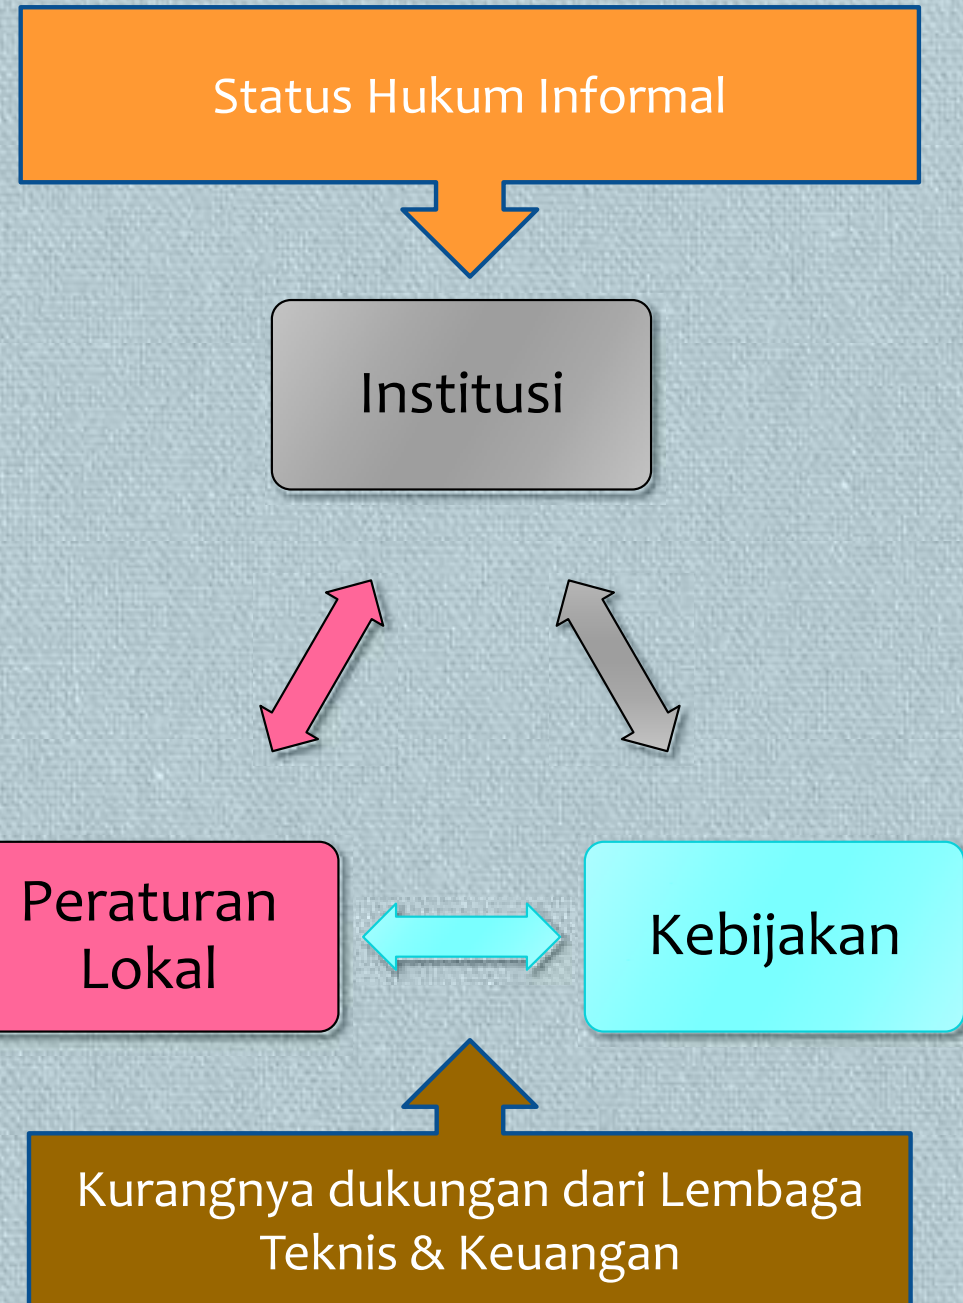 Status Hukum Informal
Institusi
Peraturan
Lokal
Kebijakan
Kurangnya dukungan dari Lembaga
Teknis & Keuangan